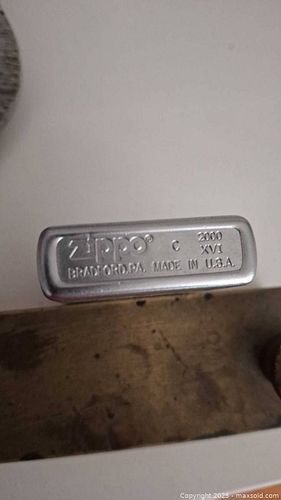 Zippo® C 2000
XVI
BRADFORD, PA. MADE IN U.S.A.
Copyright 2025 - maxsold.com